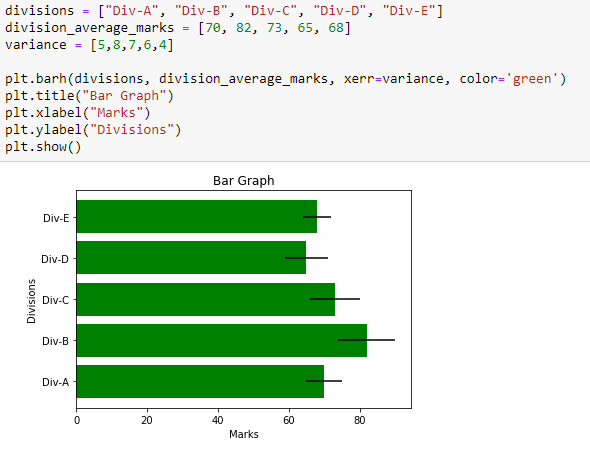 divisions = ["Div-A", "Div-B", "Div-C", "Div-D", "Div-E"]
division_average_marks = [70, 82, 73, 65, 68]
variance = [5,8,7,6,4]
plt.barh(divisions, division_average_marks, xerr=variance, color='green')
plt.title("Bar Graph")
plt.xlabel("Marks")
plt.ylabel("Divisions")
plt.show()
Bar Graph
Div-E
Div-D
Div-C
Div-B
Div-A
Divisions
0 20 40 60 80
Marks